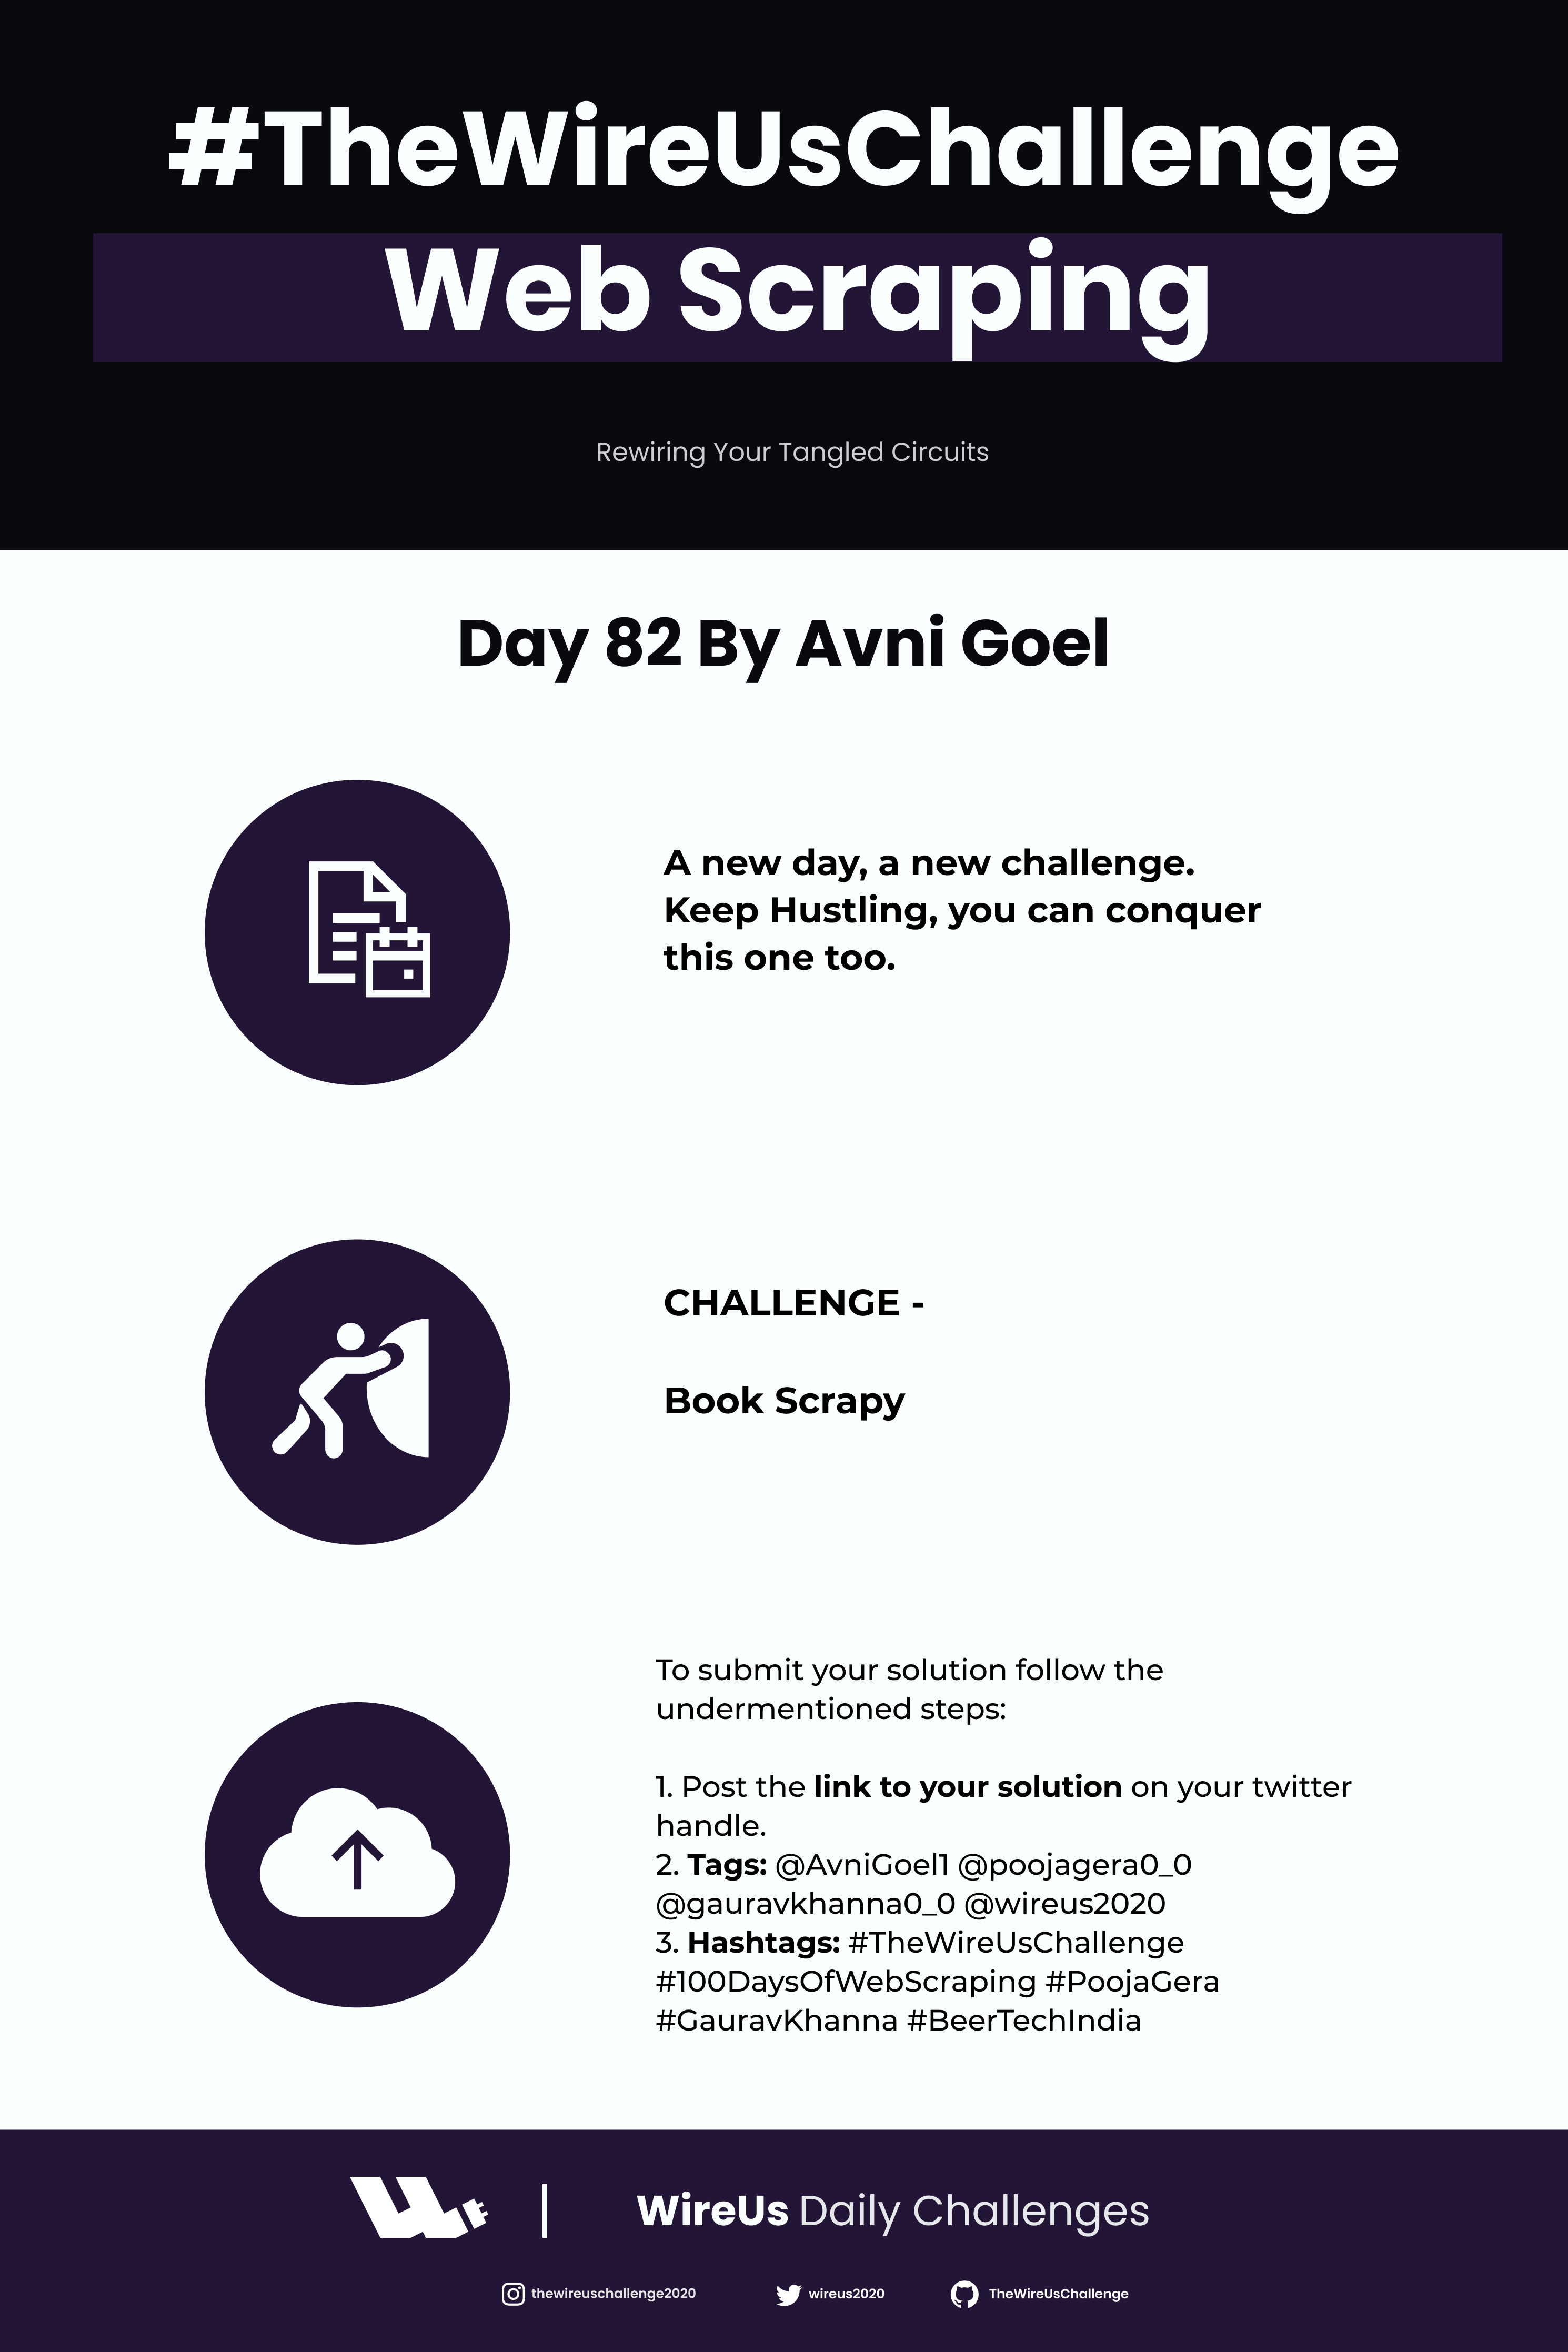 #TheWireUsChallenge
Web Scraping
Rewiring Your Tangled Circuits
Day 82 By Avni Goel
A new day, a new challenge.
Keep Hustling, you can conquer
this one too.
CHALLENGE -
Book Scrapy
To submit your solution follow the
undermentioned steps:
1. Post the link to your solution on your twitter
handle.
2. Tags: @AvniGoel1 @poojagera0_0
@gauravkhanna0_0 @wireus2020
3. Hashtags: #TheWireUsChallenge
#100DaysOfWebScraping #PoojaGera
#GauravKhanna #BeerTechIndia
WireUs Daily Challenges
thewireuschallenge2020 wireus2020 TheWireUsChallenge